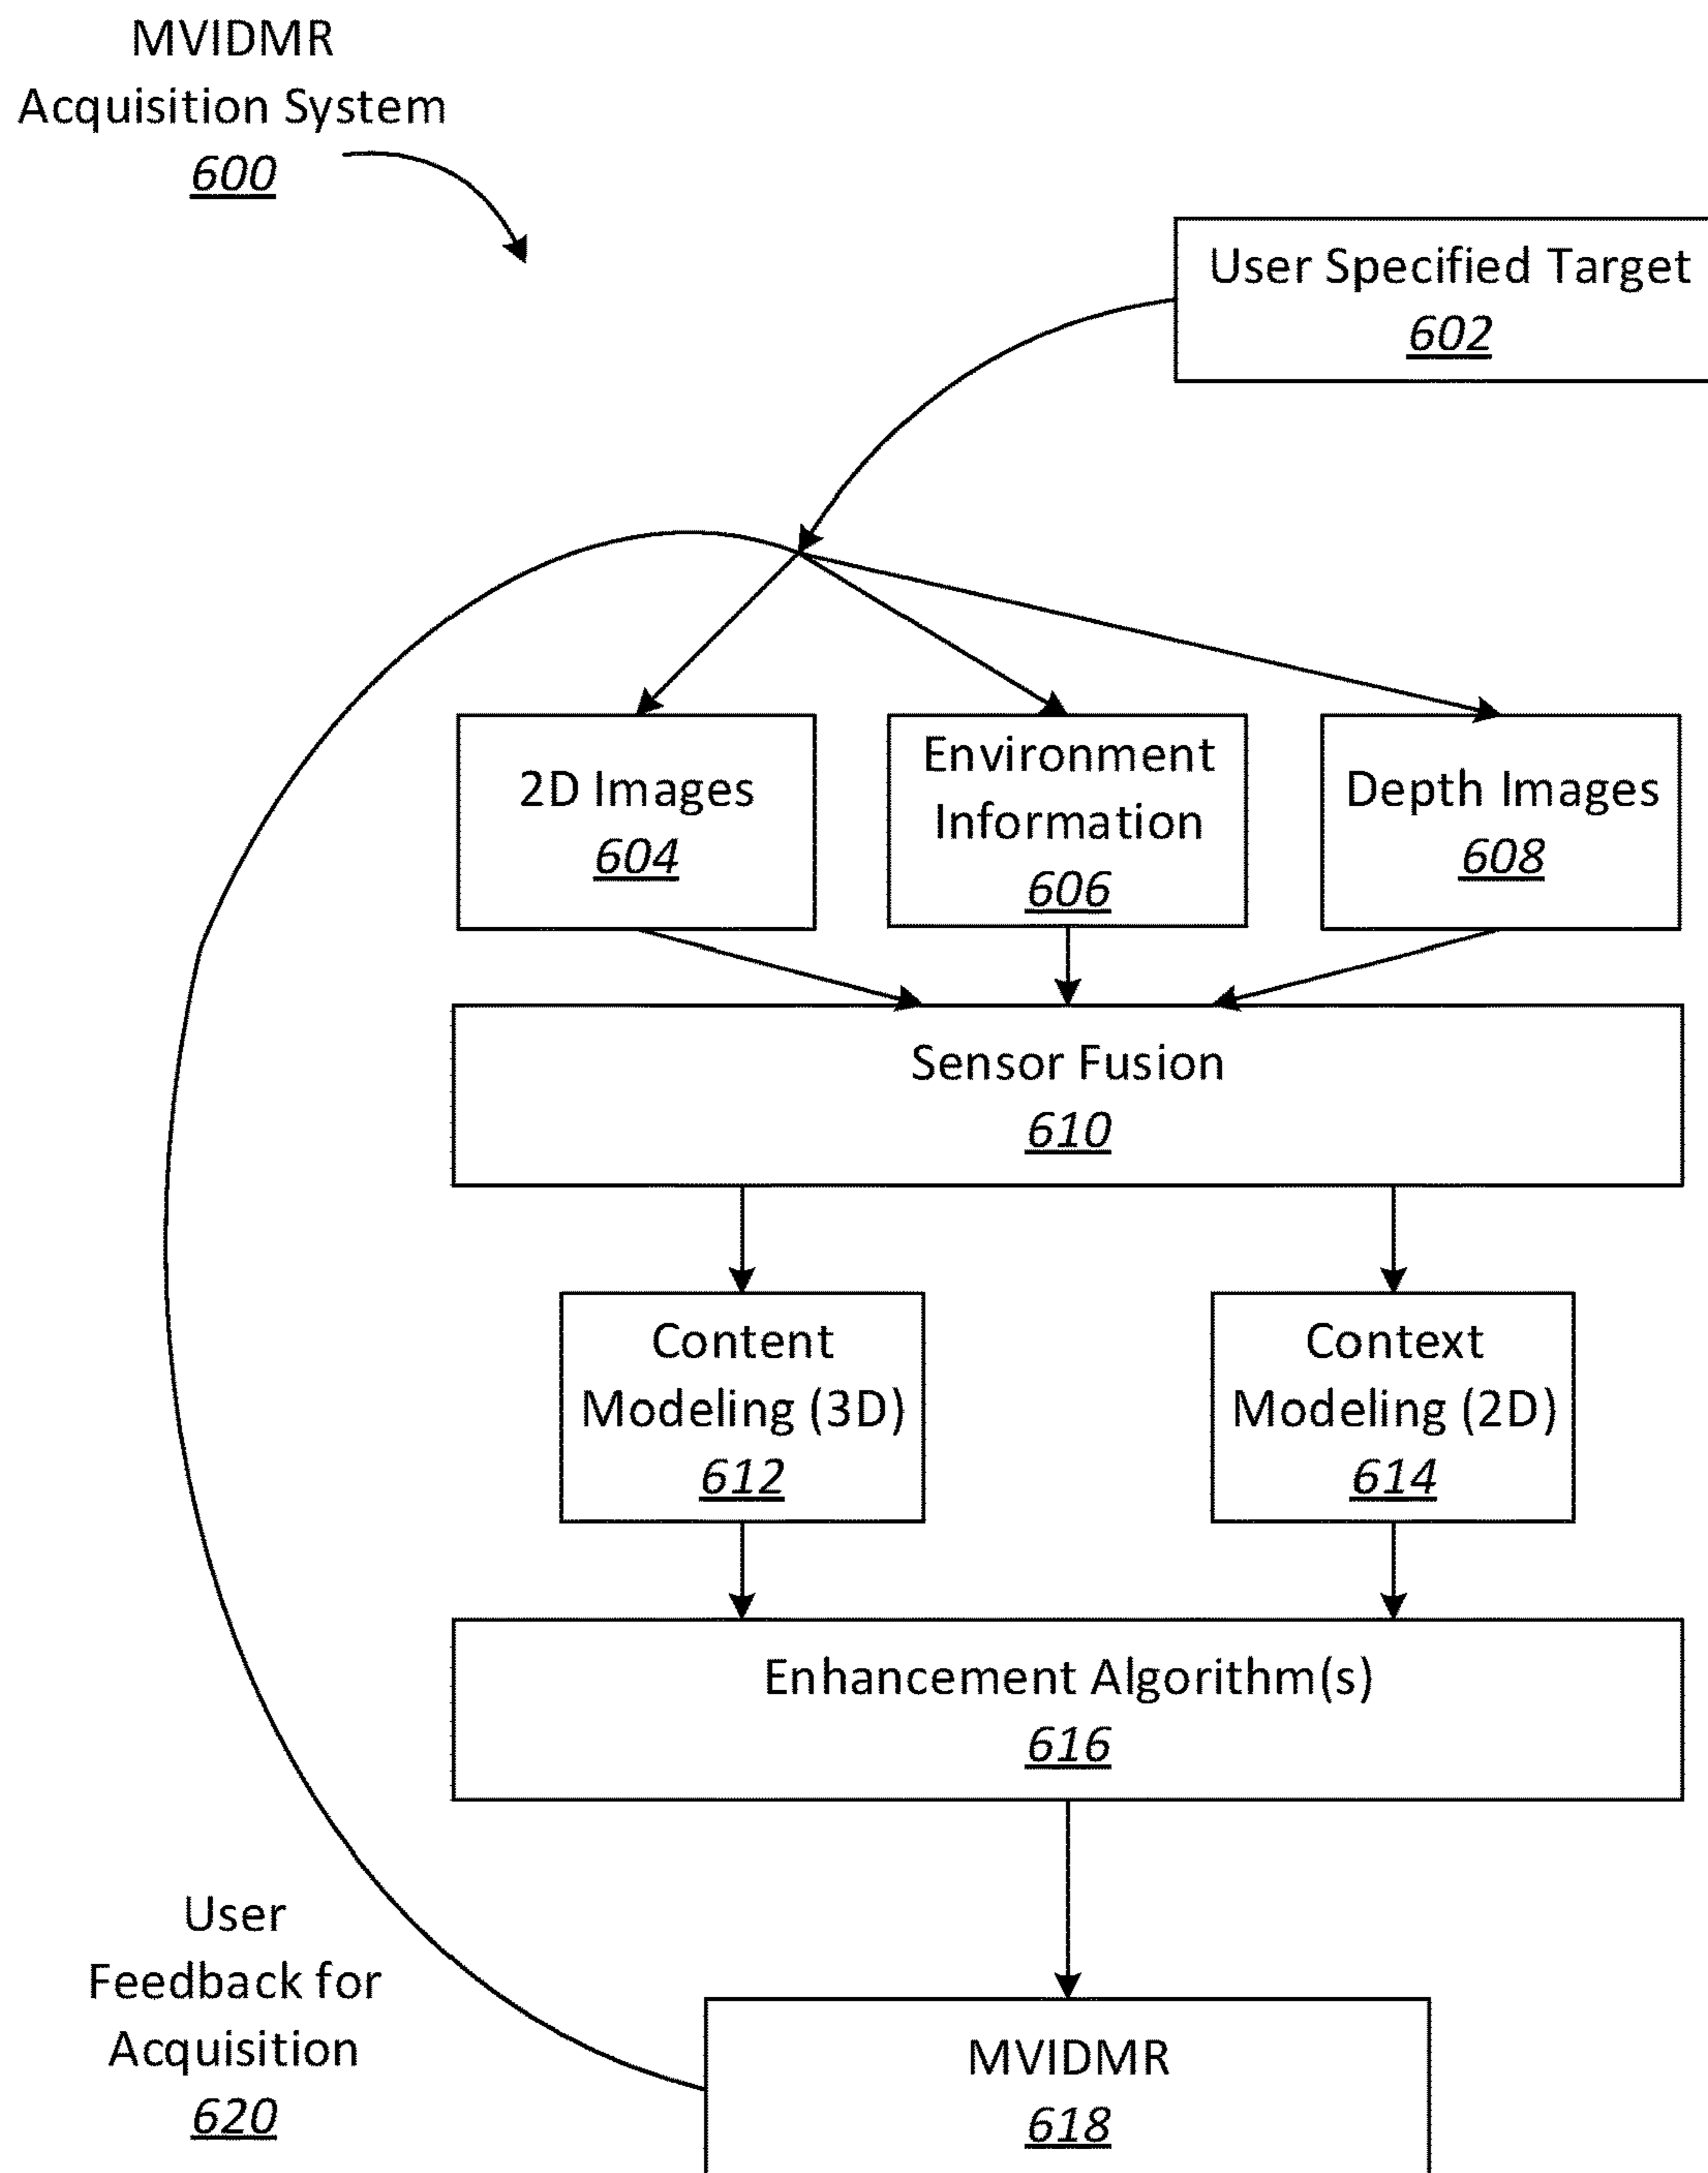 MVIDMR
Acquisition System
600
User Specified Target
602
2D Images
604
Environment
Information
606
Depth Images
608
Sensor Fusion
610
Content
Modeling (3D)
612
Context
Modeling (2D)
614
Enhancement Algorithm(s)
616
User
Feedback for
Acquisition
620
MVIDMR
618